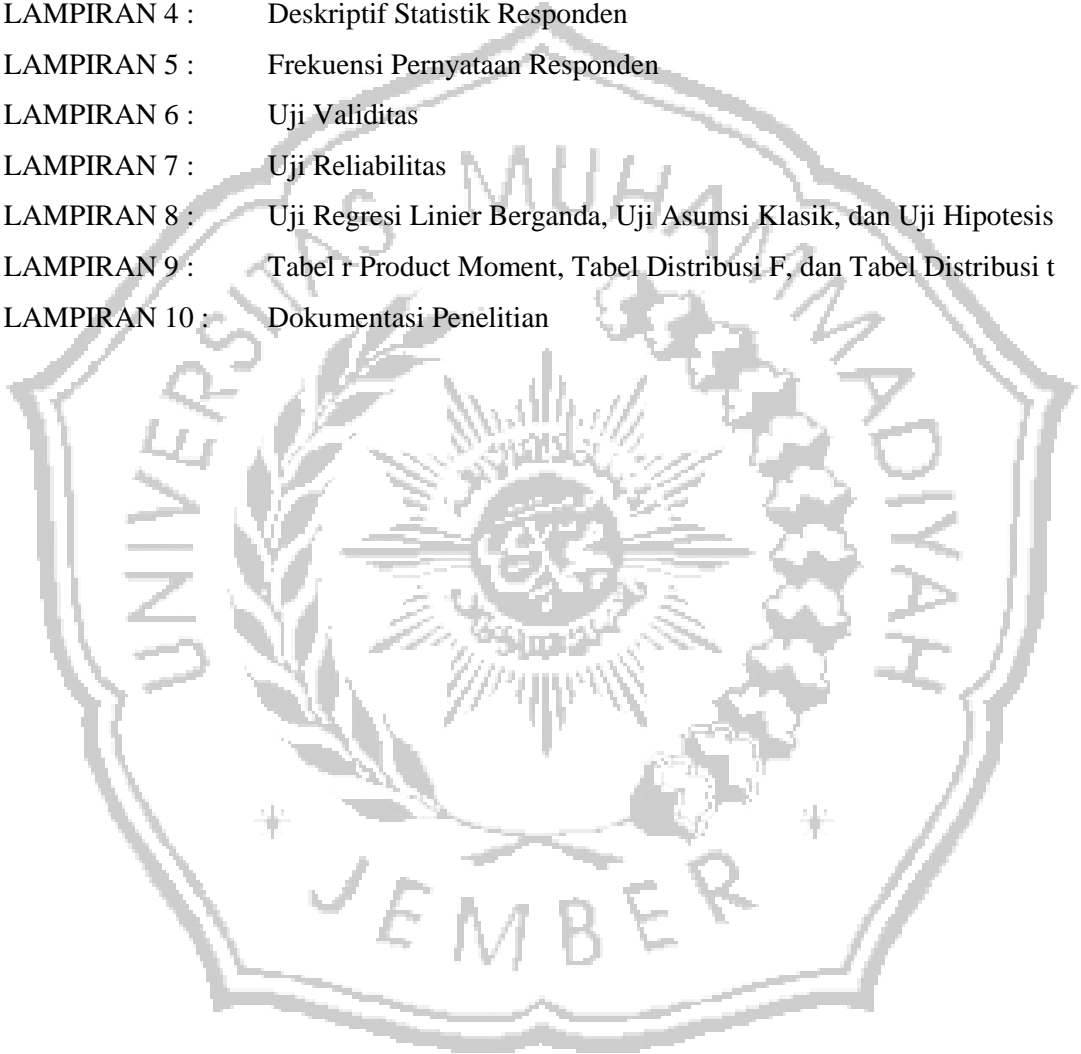 LAMPIRAN 4 : Deskriptif Statistik Responden
LAMPIRAN 5 : Frekuensi Pernyataan Responden
LAMPIRAN 6 : Uji Validitas
LAMPIRAN 7 : Uji Reliabilitas
LAMPIRAN 8 : Uji Regresi Linier Berganda, Uji Asumsi Klasik, dan Uji Hipotesis
LAMPIRAN 9 : Tabel r Product Moment, Tabel Distribusi F, dan Tabel Distribusi t
LAMPIRAN 10 : Dokumentasi Penelitian
UNIVERSITAS MUHAMMADIYAH
JEMBER